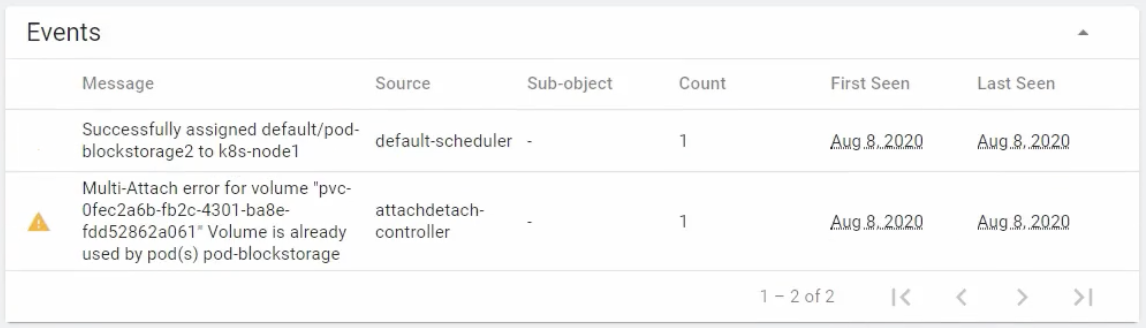 Events
Message Source Sub-object Count First Seen Last Seen
Successfully assigned default/pod-
blockstorage2 to k8s-node1
default-scheduler - 1 Aug 8, 2020 Aug 8, 2020
Multi-Attach error for volume "pvc-
0fec2a6b-fb2c-4301-ba8e-
fdd52862a061" Volume is already
used by pod(s) pod-blockstorage
attachdetach-
controller
- 1 Aug 8, 2020 Aug 8, 2020
1 – 2 of 2